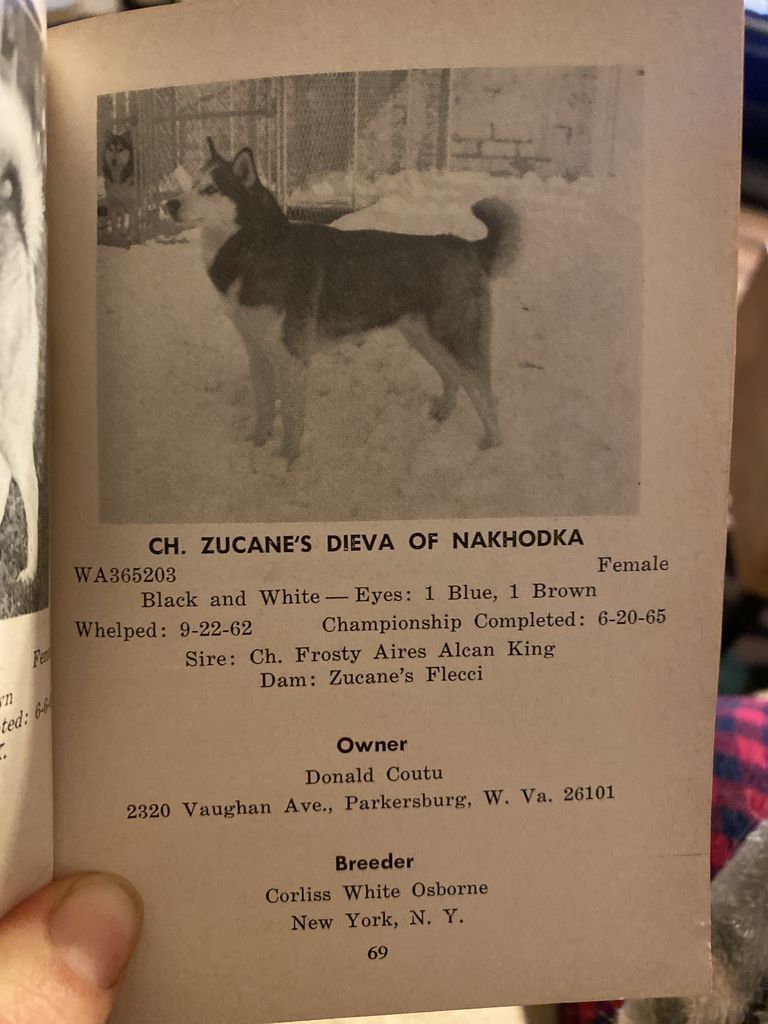 CH. ZUCANE'S DIEVA OF NAKHODKA
WA365203 Female
Black and White — Eyes: 1 Blue, 1 Brown
Whelped: 9-22-62 Championship Completed: 6-20-65
Sire: Ch. Frosty Aires Alcan King
Dam: Zucane's Flecci
Owner
Donald Coutu
2320 Vaughan Ave., Parkersburg, W. Va. 26101
Breeder
Corliss White Osborne
New York, N. Y.
69